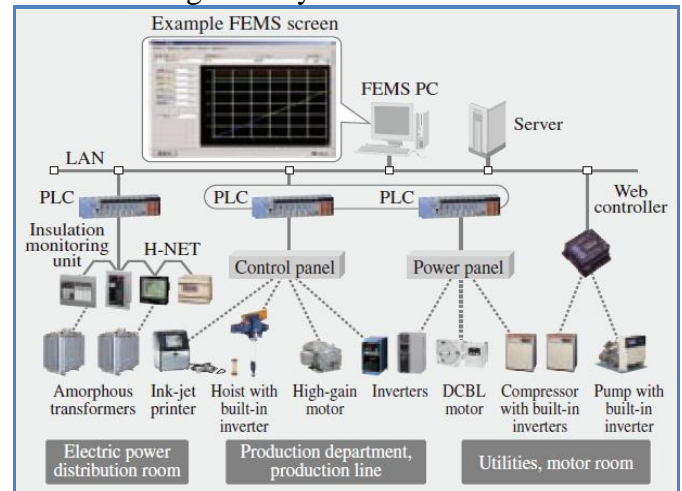 Example FEMS screen
FEMS PC
Server
LAN
PLC
PLC
PLC
Web
controller
Insulation
monitoring
unit
H-NET
Control panel
Power panel
Amorphous
transformers
Ink-jet
printer
Hoist with
built-in
inverter
High-gain
motor
Inverters
DCBL
motor
Compressor
with built-in
inverters
Pump with
built-in
inverter
Electric power
distribution room
Production department,
production line
Utilities, motor room